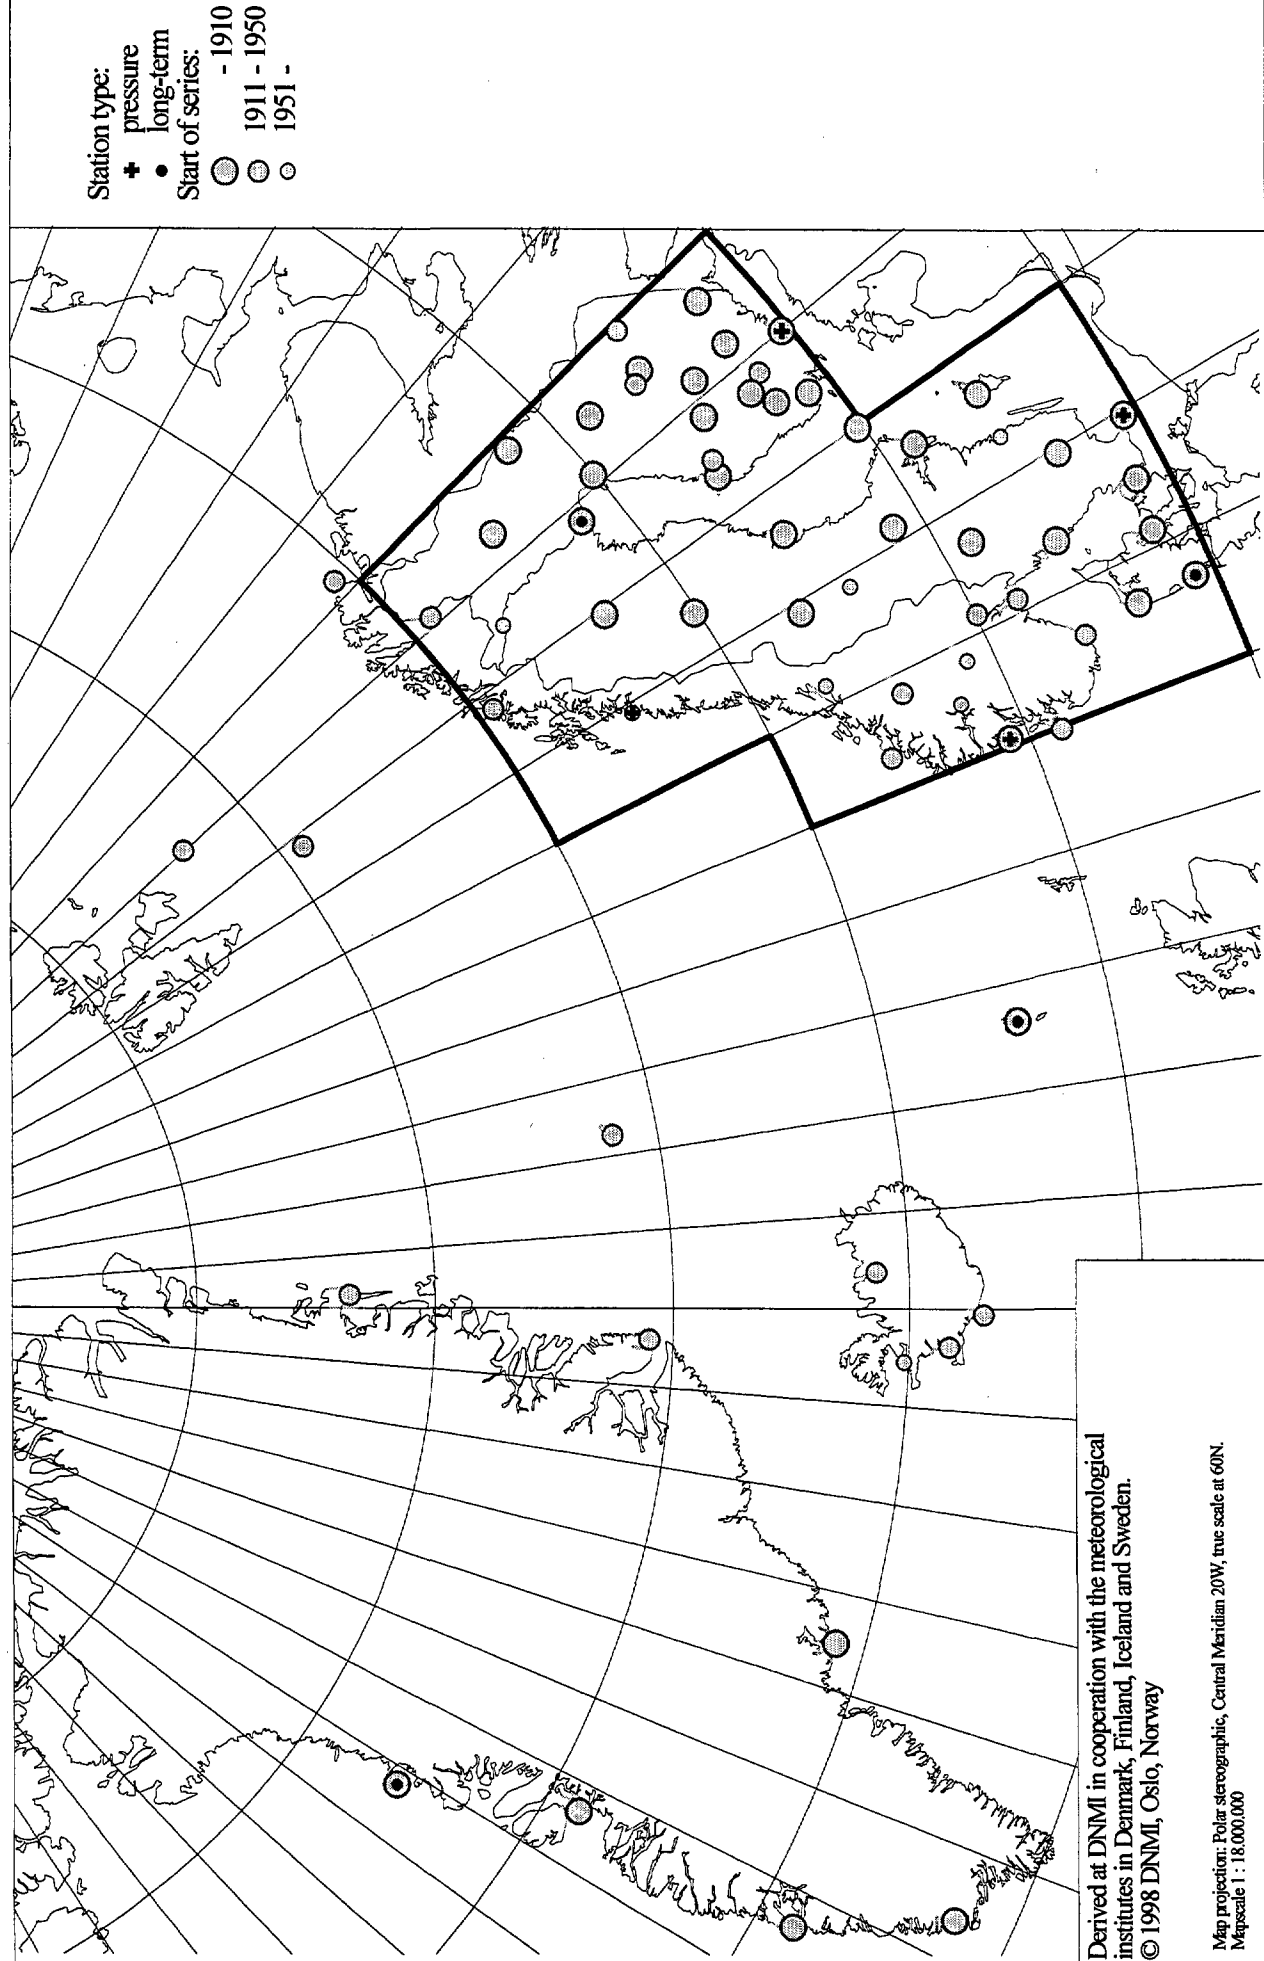 Station type:
pressure
long-term
Start of series:
- 1910
1911 - 1950
1951 -
Derived at DNMI in cooperation with the meteorological
institutes in Denmark, Finland, Iceland and Sweden.
© 1998 DNMI, Oslo, Norway
Map projection: Polar stereographic, Central Meridian 20W, true scale at 60N.
Mapscale 1 : 18.000.000